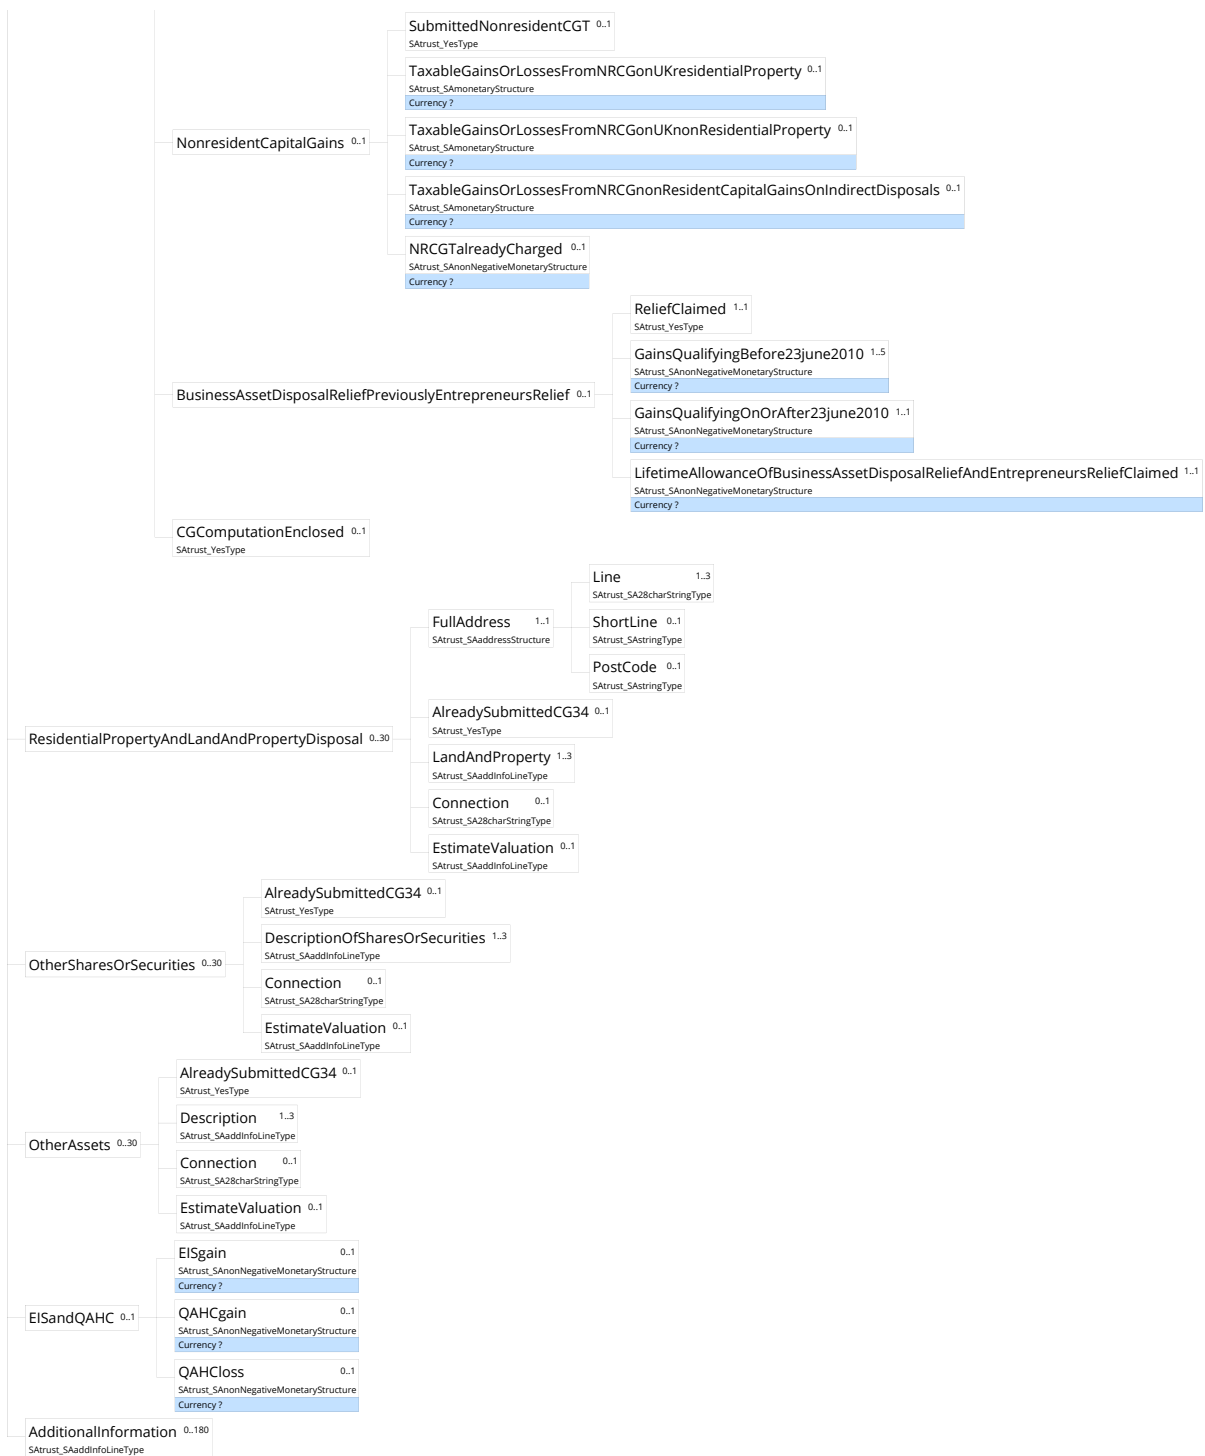 SubmittedNonresidentCGT 0..1
SAtrust_YesType
TaxableGainsOrLossesFromNRCGonUKresidentialProperty 0..1
SAtrust_SAmonetaryStructure
Currency ?
NonresidentCapitalGains 0..1
TaxableGainsOrLossesFromNRCGonUKnonResidentialProperty 0..1
SAtrust_SAmonetaryStructure
Currency ?
TaxableGainsOrLossesFromNRCGnonResidentCapitalGainsOnIndirectDisposals 0..1
SAtrust_SAmonetaryStructure
Currency ?
NRCGTalreadyCharged 0..1
SAtrust_SAnonNegativeMonetaryStructure
Currency ?
BusinessAssetDisposalReliefPreviouslyEntrepreneursRelief 0..1
ReliefClaimed 1..1
SAtrust_YesType
GainsQualifyingBefore23june2010 1..5
SAtrust_SAnonNegativeMonetaryStructure
Currency ?
GainsQualifyingOnOrAfter23june2010 1..1
SAtrust_SAnonNegativeMonetaryStructure
Currency ?
LifetimeAllowanceOfBusinessAssetDisposalReliefAndEntrepreneursReliefClaimed 1..1
SAtrust_SAnonNegativeMonetaryStructure
Currency ?
CGComputationEnclosed 0..1
SAtrust_YesType
ResidentialPropertyAndLandAndPropertyDisposal 0..30
FullAddress 1..1
SAtrust_SAaddressStructure
Line 1..3
SAtrust_SA28charStringType
ShortLine 0..1
SAtrust_SAstringType
PostCode 0..1
SAtrust_SAstringType
AlreadySubmittedCG34 0..1
SAtrust_YesType
LandAndProperty 1..3
SAtrust_SAaddInfoLineType
Connection 0..1
SAtrust_SA28charStringType
EstimateValuation 0..1
SAtrust_SAaddInfoLineType
OtherSharesOrSecurities 0..30
AlreadySubmittedCG34 0..1
SAtrust_YesType
DescriptionOfSharesOrSecurities 1..3
SAtrust_SAaddInfoLineType
Connection 0..1
SAtrust_SA28charStringType
EstimateValuation 0..1
SAtrust_SAaddInfoLineType
OtherAssets 0..30
AlreadySubmittedCG34 0..1
SAtrust_YesType
Description 1..3
SAtrust_SAaddInfoLineType
Connection 0..1
SAtrust_SA28charStringType
EstimateValuation 0..1
SAtrust_SAaddInfoLineType
EISandQAHC 0..1
EISgain 0..1
SAtrust_SAnonNegativeMonetaryStructure
Currency ?
QAHCgain 0..1
SAtrust_SAnonNegativeMonetaryStructure
Currency ?
QAHCloss 0..1
SAtrust_SAnonNegativeMonetaryStructure
Currency ?
AdditionalInformation 0..180
SAtrust_SAaddInfoLineType